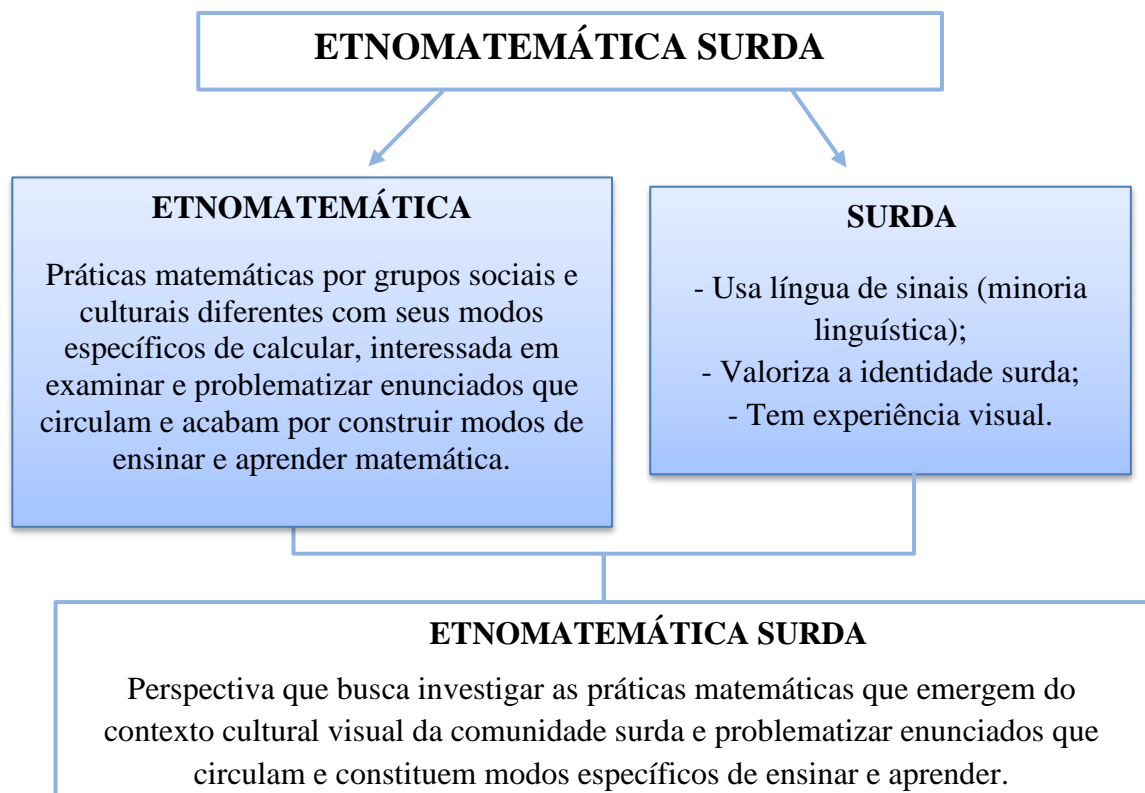 ETNOMATEMÁTICA SURDA
ETNOMATEMÁTICA
Práticas matemáticas por grupos sociais e
culturais diferentes com seus modos
específicos de calcular, interessada em
examinar e problematizar enunciados que
circulam e acabam por construir modos de
ensinar e aprender matemática.
SURDA
- Usa língua de sinais (minoria
linguística);
- Valoriza a identidade surda;
- Tem experiência visual.
ETNOMATEMÁTICA SURDA
Perspectiva que busca investigar as práticas matemáticas que emergem do
contexto cultural visual da comunidade surda e problematizar enunciados que
circulam e constituem modos específicos de ensinar e aprender.